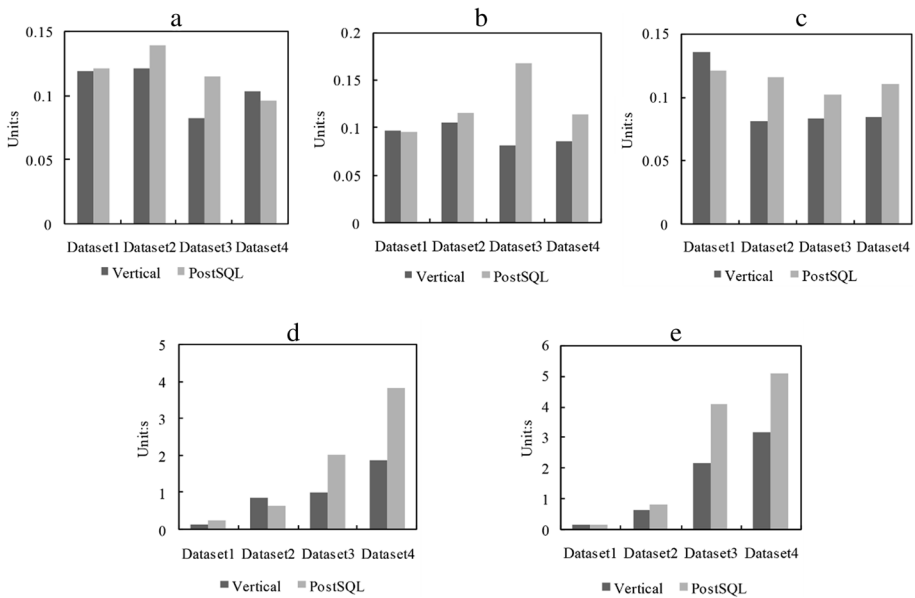 a
0.15
0.1
0.05
0
Unit:s
Dataset1 Dataset2 Dataset3 Dataset4
Vertical PostSQL
b
0.2
0.15
0.1
0.05
0
Unit:s
Dataset1 Dataset2 Dataset3 Dataset4
Vertical PostSQL
c
0.15
0.1
0.05
0
Unit:s
Dataset1 Dataset2 Dataset3 Dataset4
Vertical PostSQL
d
5
4
3
2
1
0
Unit:s
Dataset1 Dataset2 Dataset3 Dataset4
Vertical PostSQL
e
6
5
4
3
2
1
0
Unit:s
Dataset1 Dataset2 Dataset3 Dataset4
Vertical PostSQL